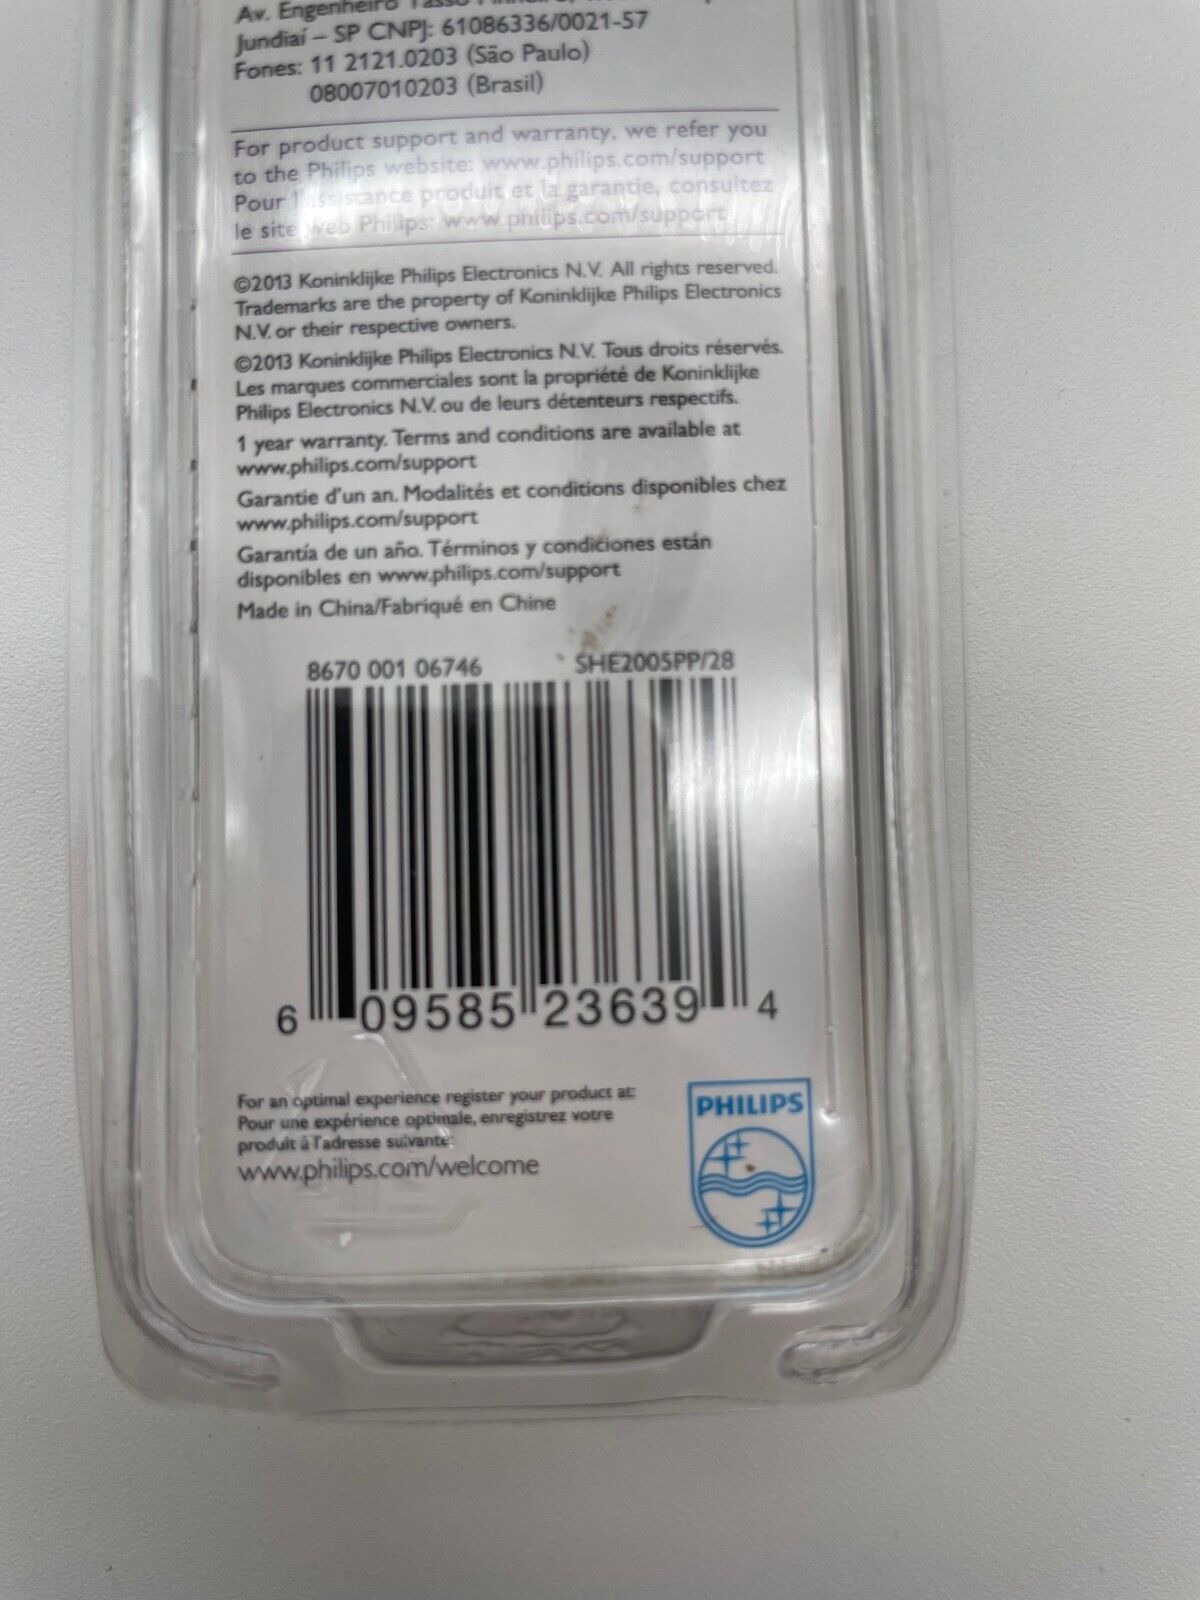 Av. Engenheiro
Jundiaí – SP CNPJ: 61086336/0021-57
Fones: 11 2121.0203 (São Paulo)
08007010203 (Brasil)
For product support and warranty, we refer you
to the Philips website: www.philips.com/support
Pour l'assistance produit et la garantie, consultez
le site web Philips: www.philips.com/support
©2013 Koninklijke Philips Electronics N.V. All rights reserved.
Trademarks are the property of Koninklijke Philips Electronics
N.V. or their respective owners.
©2013 Koninklijke Philips Electronics N.V. Tous droits réservés.
Les marques commerciales sont la propriété de Koninklijke
Philips Electronics N.V. ou de leurs détenteurs respectifs.
1 year warranty. Terms and conditions are available at
www.philips.com/support
Garantie d'un an. Modalités et conditions disponibles chez
www.philips.com/support
Garantía de un año. Términos y condiciones están
disponibles en www.philips.com/support
Made in China/Fabriqué en Chine
8670 001 06746 SHE2005PP/28
6 09585 23639 4
For an optimal experience register your product at:
Pour une expérience optimale, enregistrez votre
produit à l'adresse suivante:
www.philips.com/welcome
PHILIPS